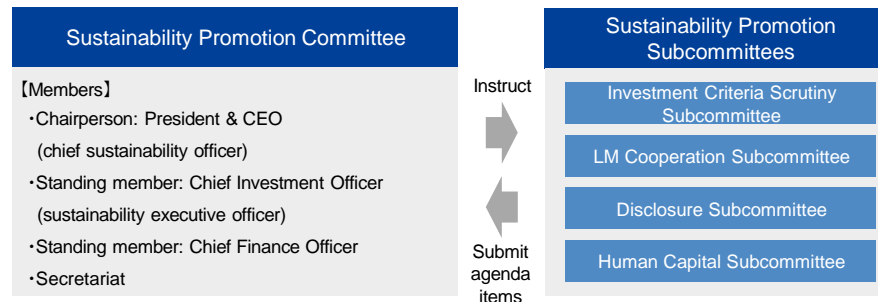 Sustainability Promotion Committee
【Members】
・Chairperson: President & CEO
(chief sustainability officer)
・Standing member: Chief Investment Officer
(sustainability executive officer)
・Standing member: Chief Finance Officer
・Secretariat
Instruct
Submit
agenda
items
Sustainability Promotion
Subcommittees
Investment Criteria Scrutiny
Subcommittee
LM Cooperation Subcommittee
Disclosure Subcommittee
Human Capital Subcommittee